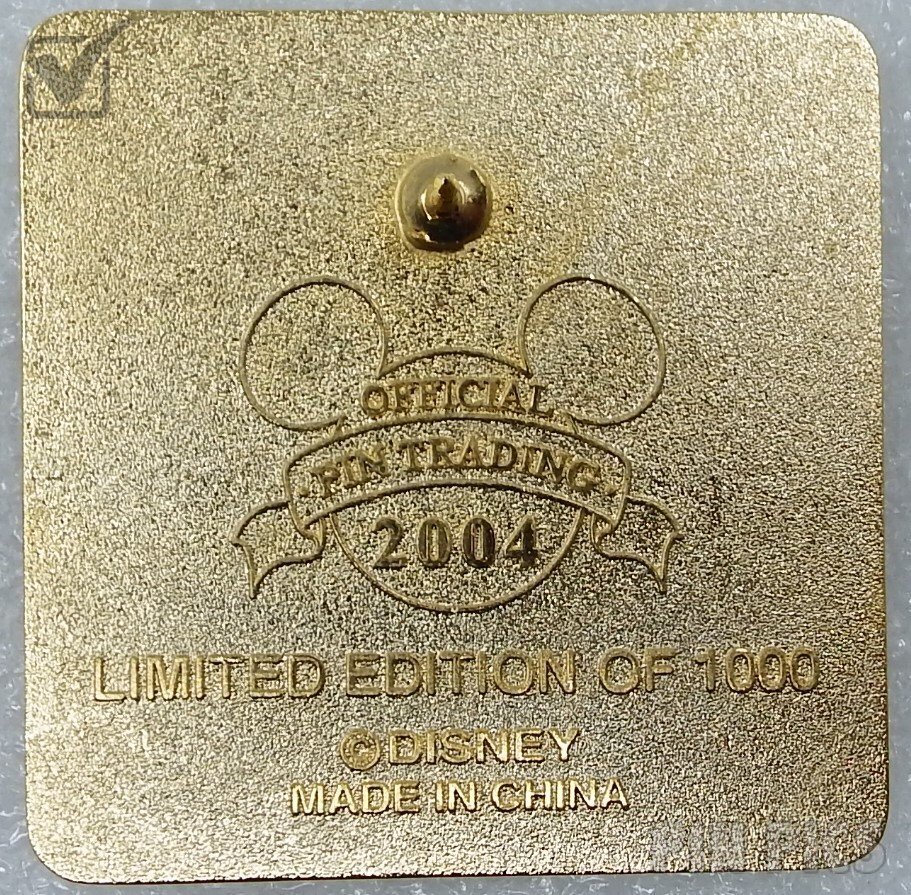 OFFICIAL
·PIN TRADING·
2004
LIMITED EDITION OF 1000
©DISNEY
MADE IN CHINA